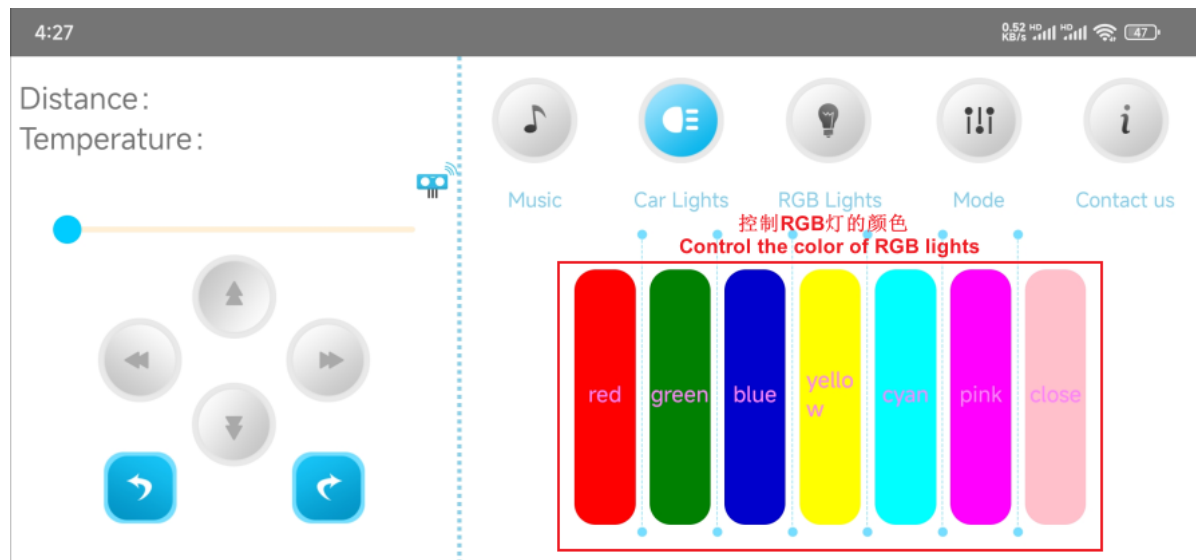 4:27
0.52 KB/s HD HD 47
Distance:
Temperature:
Music
Car Lights
RGB Lights
Mode
Contact us
控制RGB灯的颜色
Control the color of RGB lights
red
green
blue
yello
w
cyan
pink
close